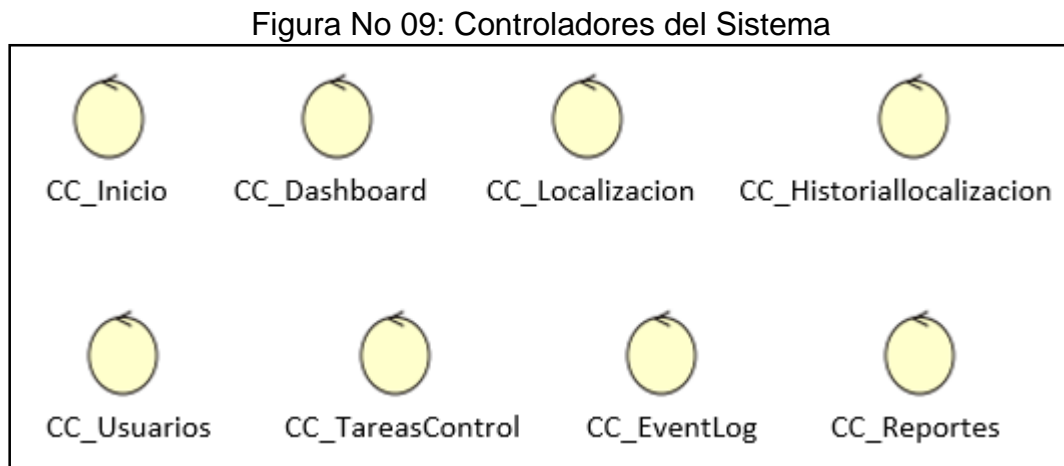 Figura No 09: Controladores del Sistema
CC_Inicio CC_Dashboard CC_Localizacion CC_Historiallocalizacion
CC_Usuarios CC_TareasControl CC_EventLog CC_Reportes